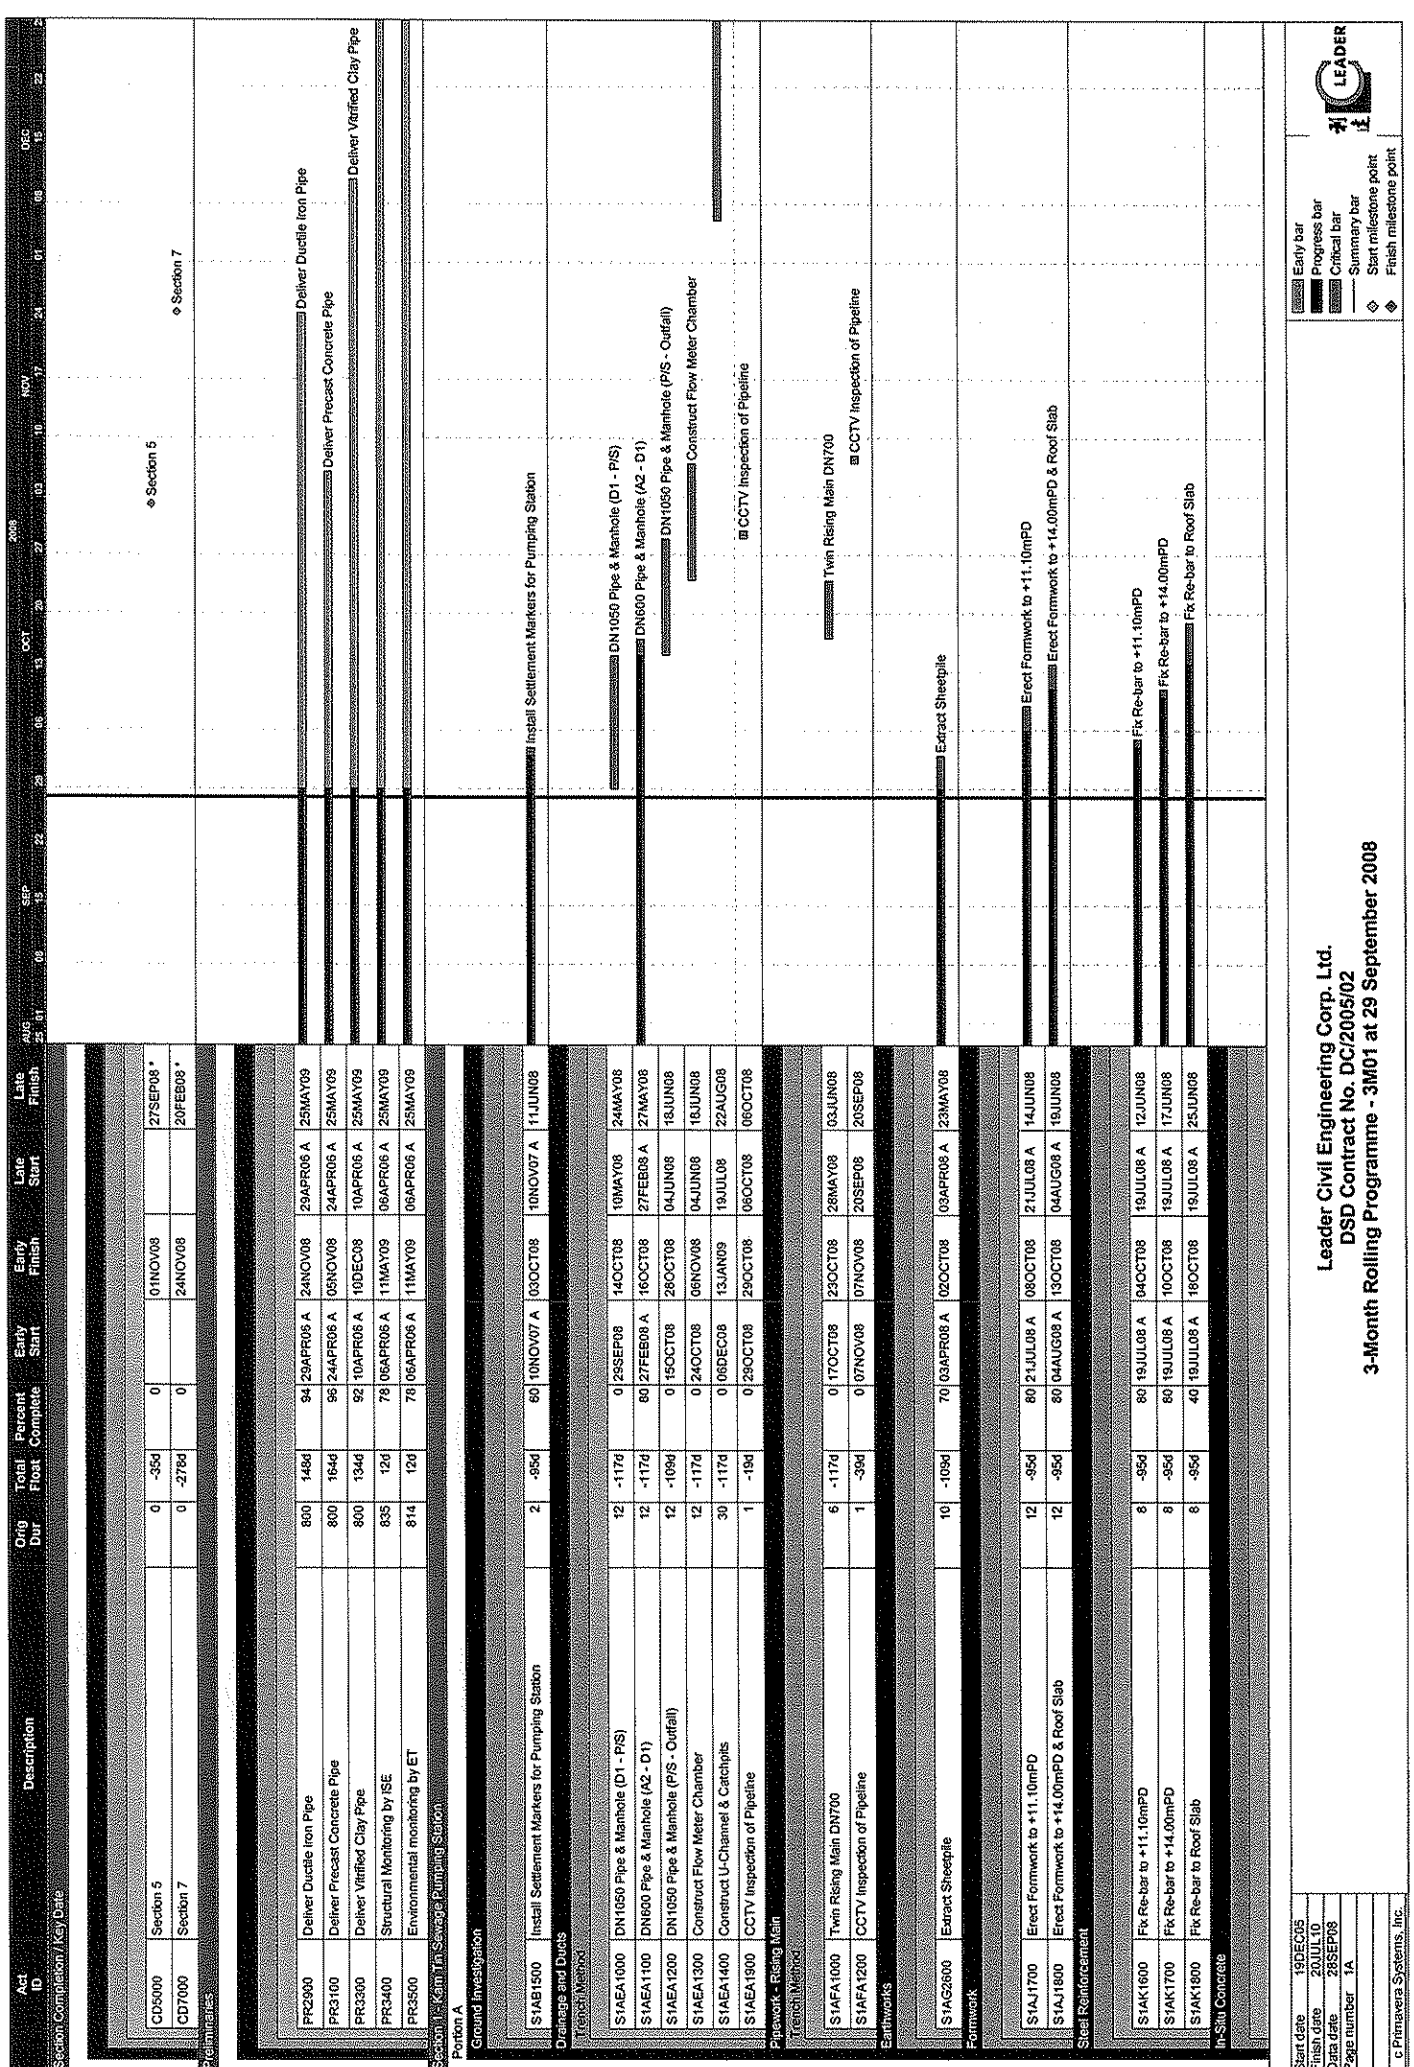 Act ID Description Orig Dur Total Float Percent Complete Early Start Early Finish Late Start Late Finish
2008
AUG SEP OCT NOV DEC
25 01 08 15 22 29 06 13 20 27 03 10 17 24 01 08 15 22
Section Completion / Key Date
CD5000 Section 5 0 -35d 0 01NOV08 27SEP08 * Section 5
CD7000 Section 7 0 -278d 0 24NOV08 20FEB08 * Section 7
Preliminaries
PR2900 Deliver Ductile Iron Pipe 800 148d 94 29APR06 A 24NOV08 29APR06 A 25MAY09 Deliver Ductile Iron Pipe
PR3100 Deliver Precast Concrete Pipe 800 164d 96 24APR06 A 05NOV08 24APR06 A 25MAY09 Deliver Precast Concrete Pipe
PR3300 Deliver Vitrified Clay Pipe 800 134d 92 10APR06 A 10DEC08 10APR06 A 25MAY09 Deliver Vitrified Clay Pipe
PR3400 Structural Monitoring by ISE 835 12d 78 06APR06 A 11MAY09 06APR06 A 25MAY09
PR3500 Environmental monitoring by ET 814 12d 78 06APR06 A 11MAY09 06APR06 A 25MAY09
Section 1 - Kam Tin Sewage Pumping Station
Portion A
Ground Investigation
S1AB1500 Install Settlement Markers for Pumping Station 2 -95d 60 10NOV07 A 03OCT08 10NOV07 A 11JUN08 Install Settlement Markers for Pumping Station
Drainage and Ducts
Trench Method
S1AEA1000 DN1050 Pipe & Manhole (D1 - P/S) 12 -117d 0 29SEP08 14OCT08 10MAY08 24MAY08 DN1050 Pipe & Manhole (D1 - P/S)
S1AEA1100 DN600 Pipe & Manhole (A2 - D1) 12 -117d 80 27FEB08 A 16OCT08 27FEB08 A 27MAY08 DN600 Pipe & Manhole (A2 - D1)
S1AEA1200 DN1050 Pipe & Manhole (P/S - Outfall) 12 -109d 0 15OCT08 28OCT08 04JUN08 18JUN08 DN1050 Pipe & Manhole (P/S - Outfall)
S1AEA1300 Construct Flow Meter Chamber 12 -117d 0 24OCT08 06NOV08 04JUN08 18JUN08 Construct Flow Meter Chamber
S1AEA1400 Construct U-Channel & Catchpits 30 -117d 0 06DEC08 13JAN09 19JUL08 22AUG08
S1AEA1900 CCTV Inspection of Pipeline 1 -19d 0 29OCT08 29OCT08 06OCT08 06OCT08 CCTV Inspection of Pipeline
Pipework - Rising Main
Trench Method
S1AFA1000 Twin Rising Main DN700 6 -117d 0 17OCT08 23OCT08 28MAY08 03JUN08 Twin Rising Main DN700
S1AFA1200 CCTV Inspection of Pipeline 1 -39d 0 07NOV08 07NOV08 20SEP08 20SEP08 CCTV Inspection of Pipeline
Earthworks
S1AG2600 Extract Sheetpile 10 -109d 70 03APR08 A 02OCT08 03APR08 A 23MAY08 Extract Sheetpile
Formwork
S1AJ1700 Erect Formwork to +11.10mPD 12 -95d 80 21JUL08 A 08OCT08 21JUL08 A 14JUN08 Erect Formwork to +11.10mPD
S1AJ1800 Erect Formwork to +14.00mPD & Roof Slab 12 -95d 80 04AUG08 A 13OCT08 04AUG08 A 19JUN08 Erect Formwork to +14.00mPD & Roof Slab
Steel Reinforcement
S1AK1600 Fix Re-bar to +11.10mPD 8 -95d 80 19JUL08 A 04OCT08 19JUL08 A 12JUN08 Fix Re-bar to +11.10mPD
S1AK1700 Fix Re-bar to +14.00mPD 8 -95d 80 19JUL08 A 10OCT08 19JUL08 A 17JUN08 Fix Re-bar to +14.00mPD
S1AK1800 Fix Re-bar to Roof Slab 8 -95d 40 19JUL08 A 18OCT08 19JUL08 A 25JUN08 Fix Re-bar to Roof Slab
In-Situ Concrete
Start date 19DEC05
Finish date 20JUL10
Data date 28SEP08
Page number 1A
c Primavera Systems, Inc.
Leader Civil Engineering Corp. Ltd.
DSD Contract No. DC/2005/02
3-Month Rolling Programme - 3M01 at 29 September 2008
Early bar
Progress bar
Critical bar
Summary bar
Start milestone point
Finish milestone point
利達
LEADER